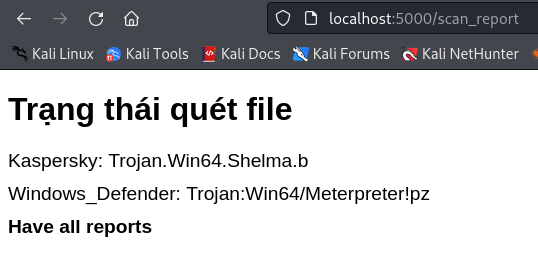 localhost:5000/scan_report
Kali Linux Kali Tools Kali Docs Kali Forums Kali NetHunter
Trạng thái quét file
Kaspersky: Trojan.Win64.Shelma.b
Windows_Defender: Trojan:Win64/Meterpreter!pz
Have all reports